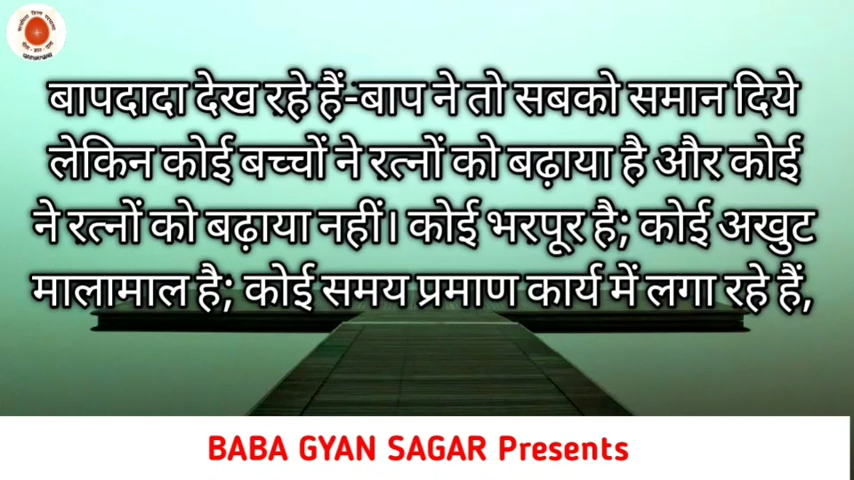 बापदादा देख रहे हैं-बाप ने तो सबको समान दिये
लेकिन कोई बच्चों ने रत्नों को बढ़ाया है और कोई
ने रत्नों को बढ़ाया नहीं। कोई भरपूर है; कोई अखुट
मालामाल है; कोई समय प्रमाण कार्य में लगा रहे हैं,
BABA GYAN SAGAR Presents